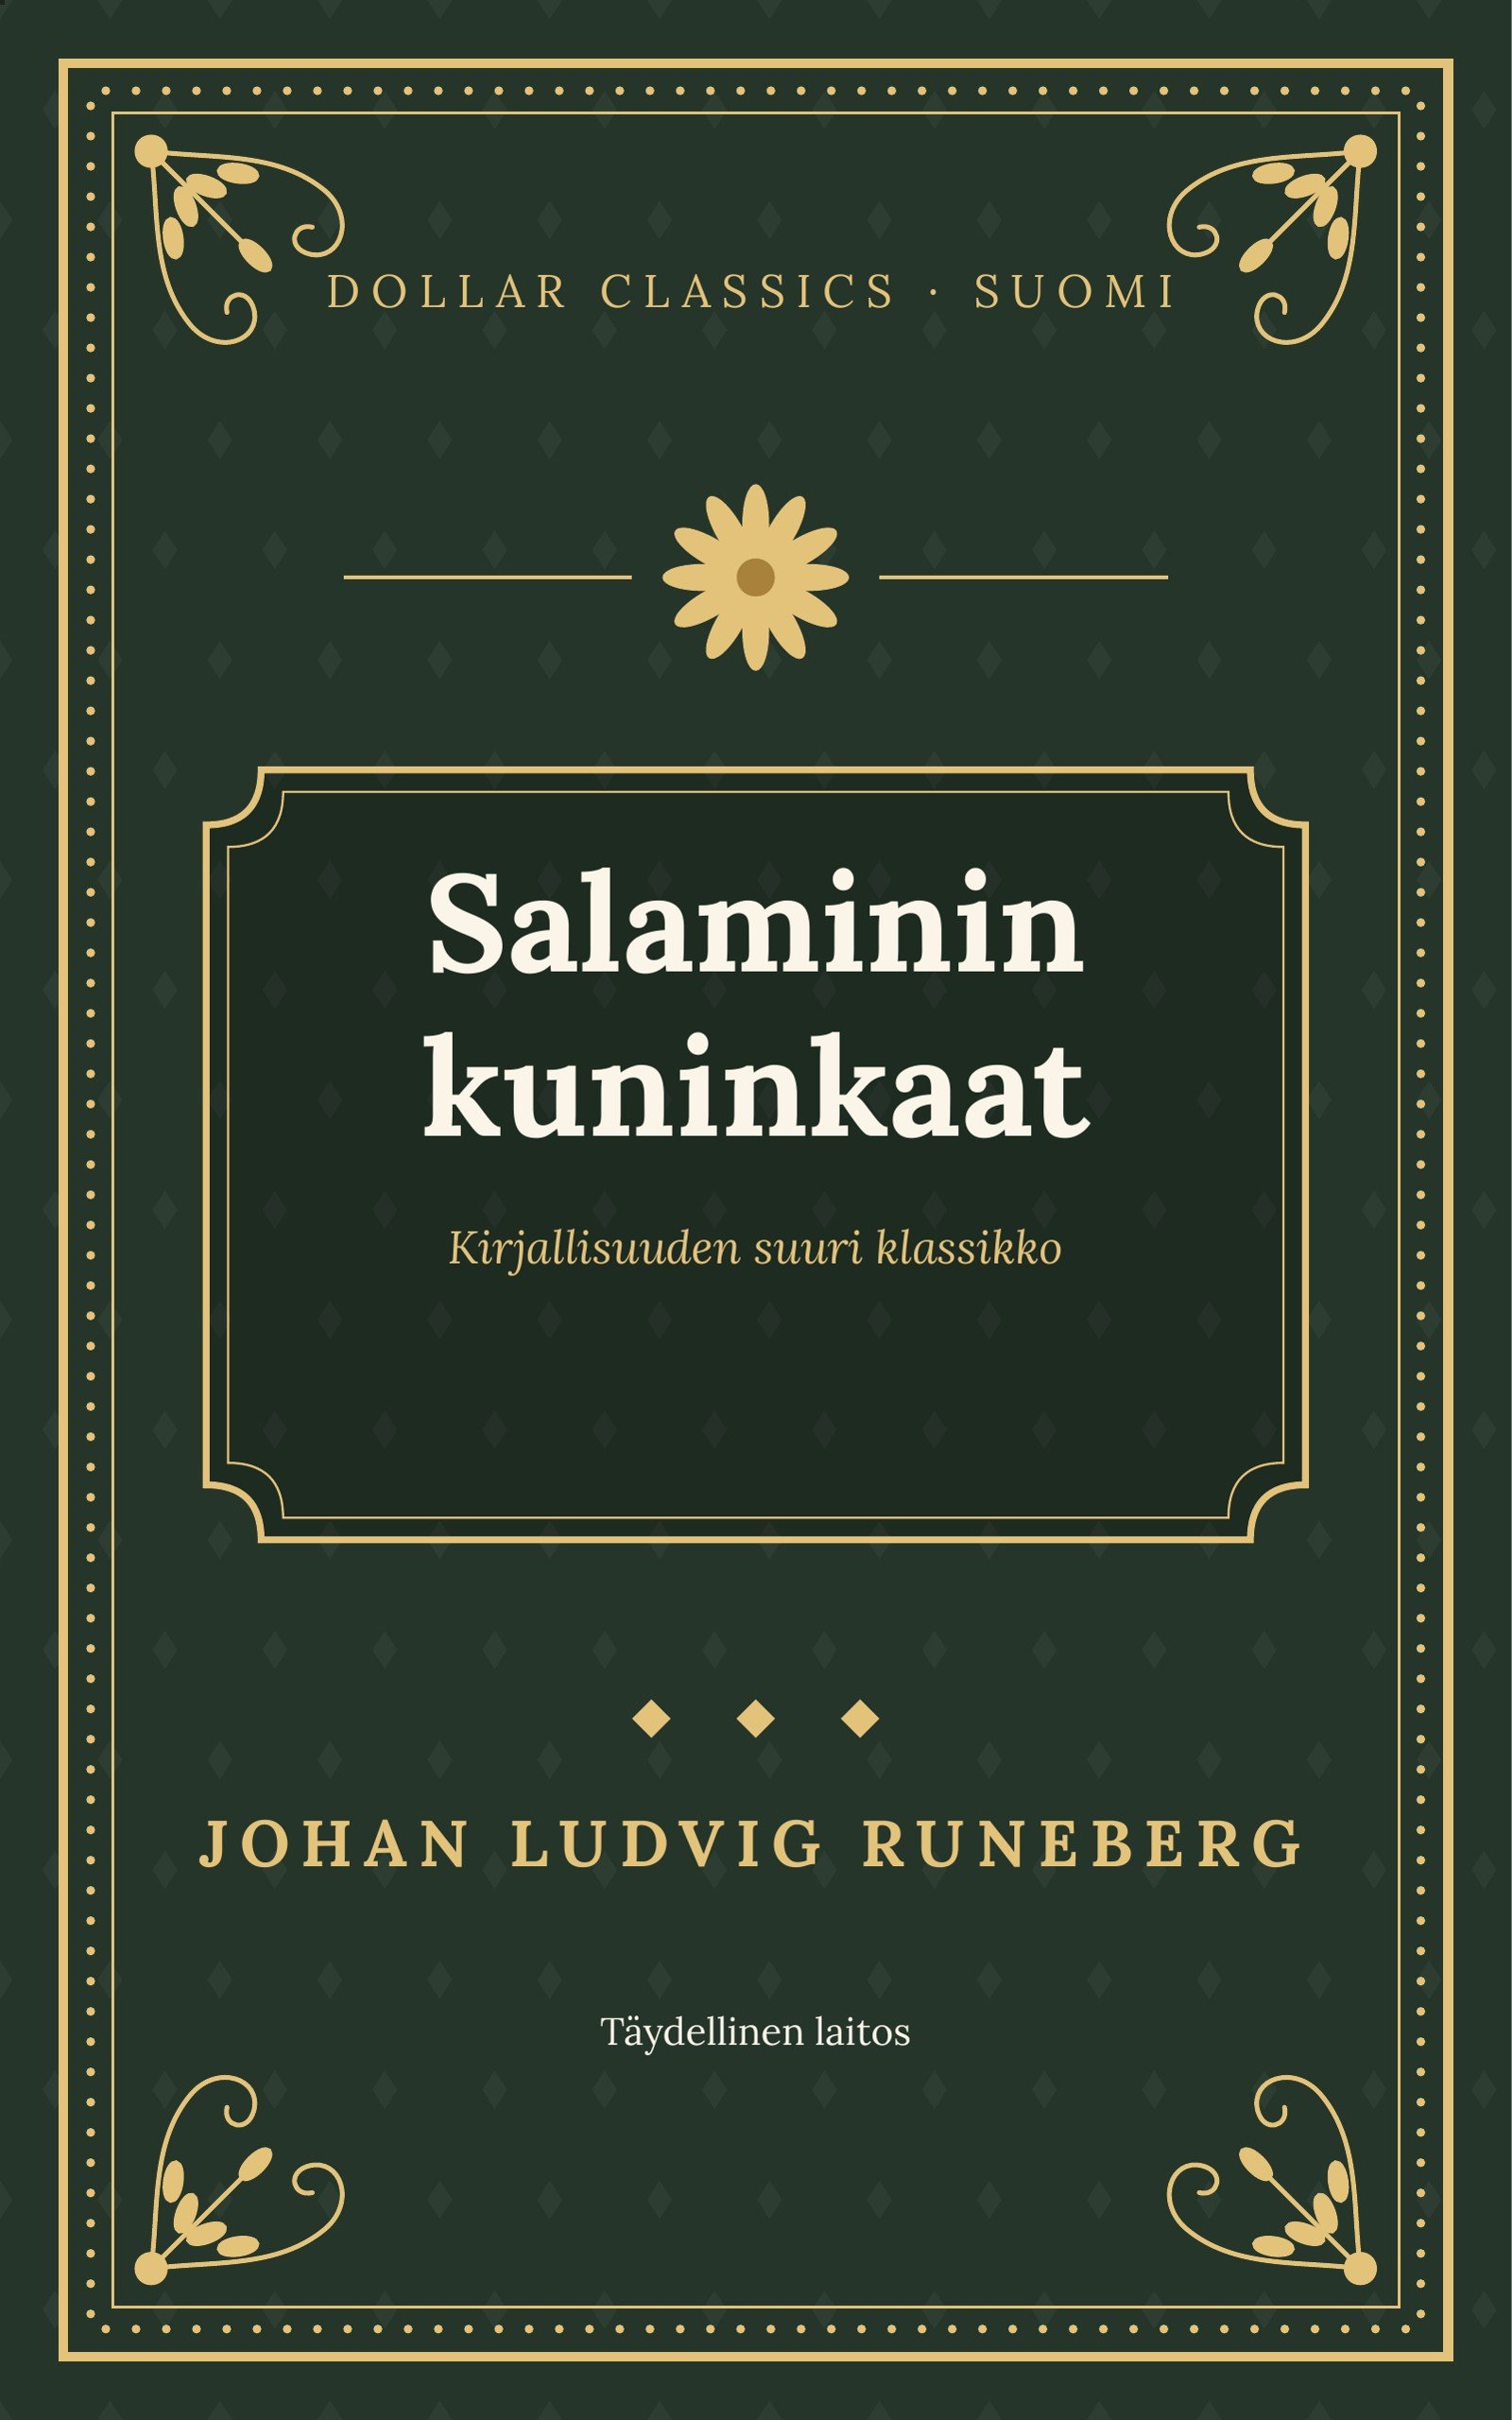 DOLLAR CLASSICS · SUOMI
Salaminin
kuninkaat
Kirjallisuuden suuri klassikko
JOHAN LUDVIG RUNEBERG
Täydellinen laitos